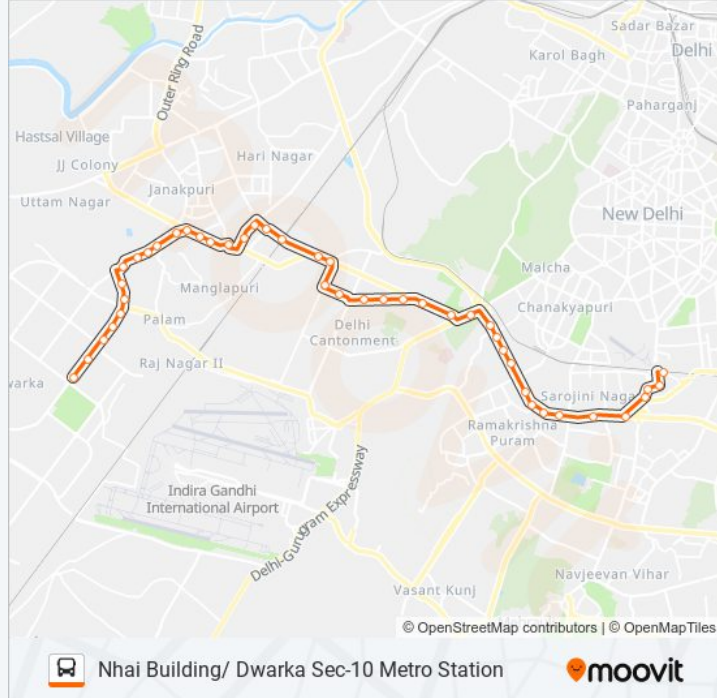 Sadar Bazar
Karol Bagh
Delhi
Outer Ring Road
Paharganj
Hastsal Village
JJ Colony
Hari Nagar
Janakpuri
Uttam Nagar
New Delhi
Malcha
Manglapuri
Chanakyapuri
Palam
Delhi
Cantonment
Raj Nagar II
warka
Sarojini Naga
Ramakrishna
Puram
Indira Gandhi
International Airport
Delhi-Gurugram Expressway
Navjeevan Vihar
Vasant Kunj
© OpenStreetMap contributors | © OpenMapTiles
Nhai Building/ Dwarka Sec-10 Metro Station
moovit